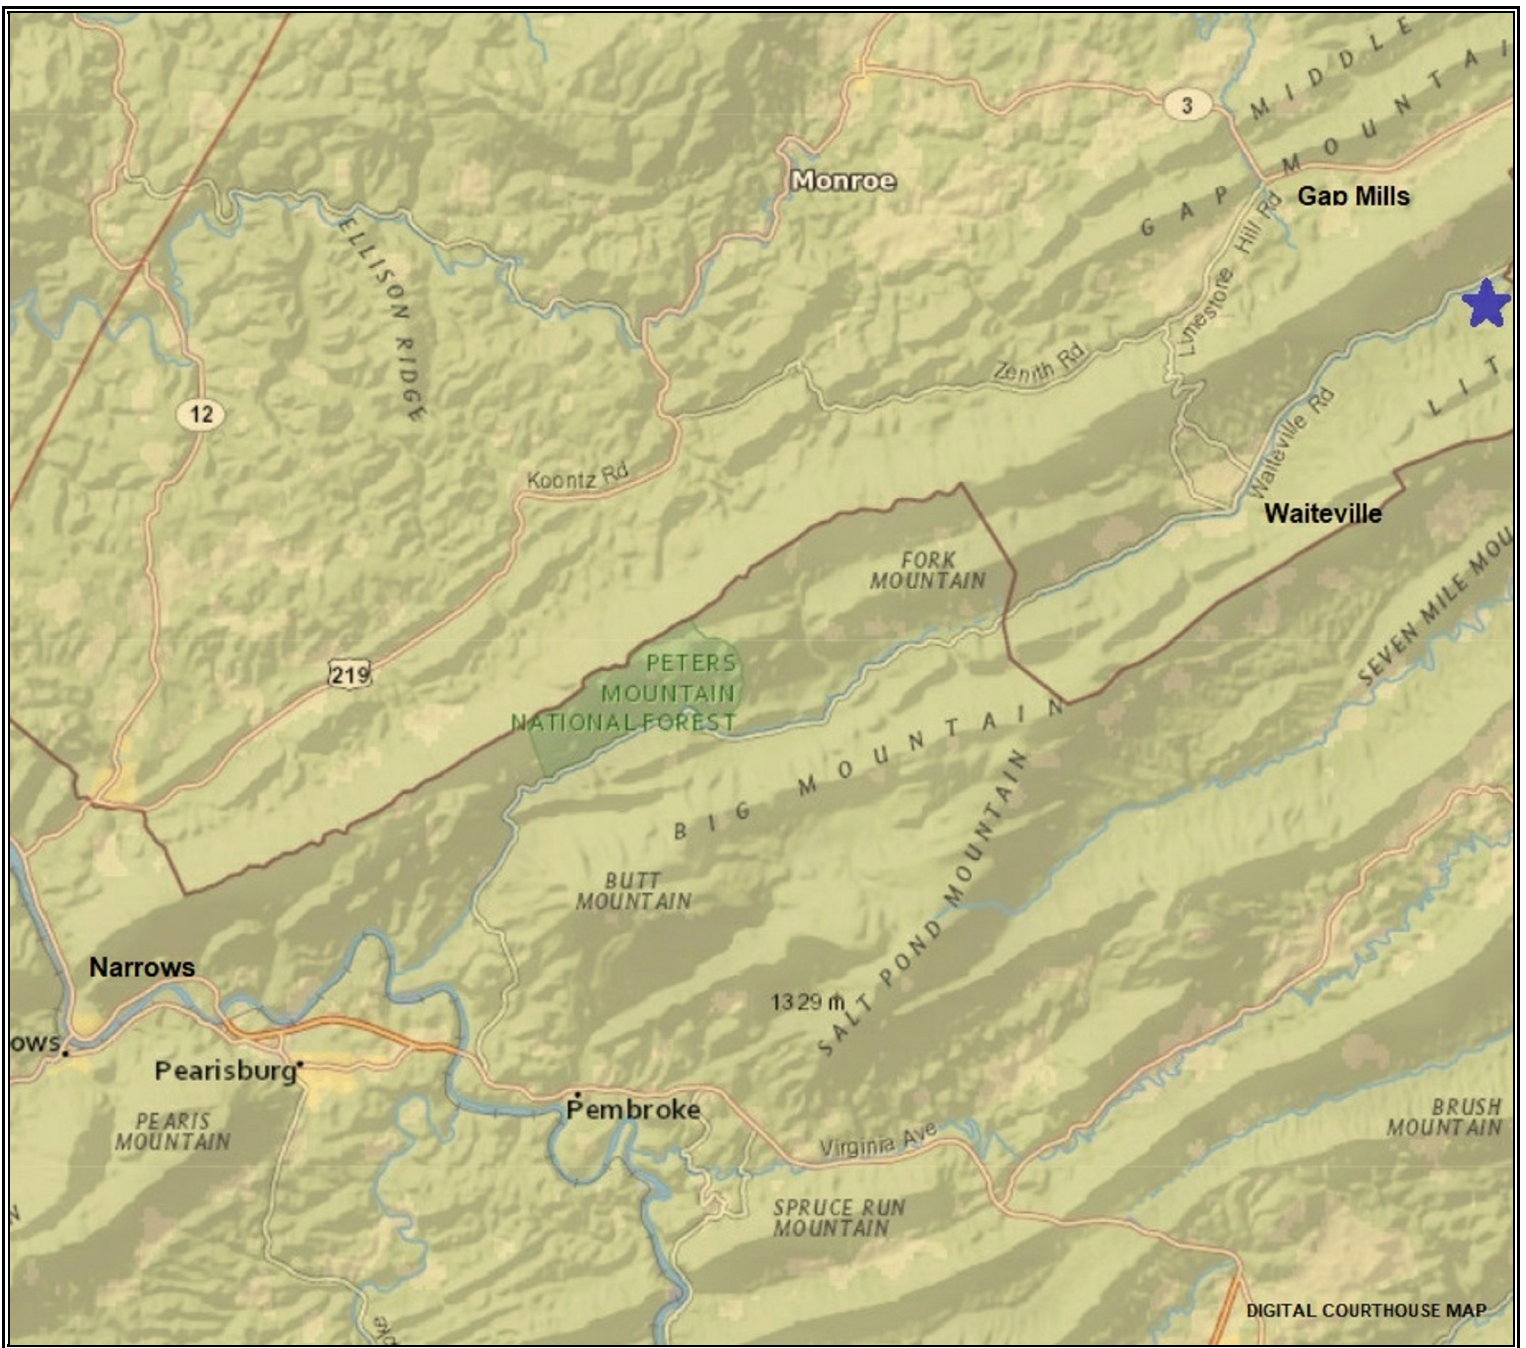 MIDDLE
3
GAP MOUNTAI
Monroe
Gap Mills
Hill Rd
Limestone
ELLISON RIDGE
Zenith Rd
LIT
12
Waiteville Rd
Koontz Rd
Waiteville
FORK
MOUNTAIN
SEVEN MILE MOU
219
PETERS
MOUNTAIN
NATIONAL FOREST
BIG MOUNTAIN
SALT POND MOUNTAIN
BUTT
MOUNTAIN
Narrows
1329 m
ows
Pearisburg
Pembroke
PEARIS
MOUNTAIN
Virginia Ave
BRUSH
MOUNTAIN
SPRUCE RUN
MOUNTAIN
N
DIGITAL COURTHOUSE MAP
oke